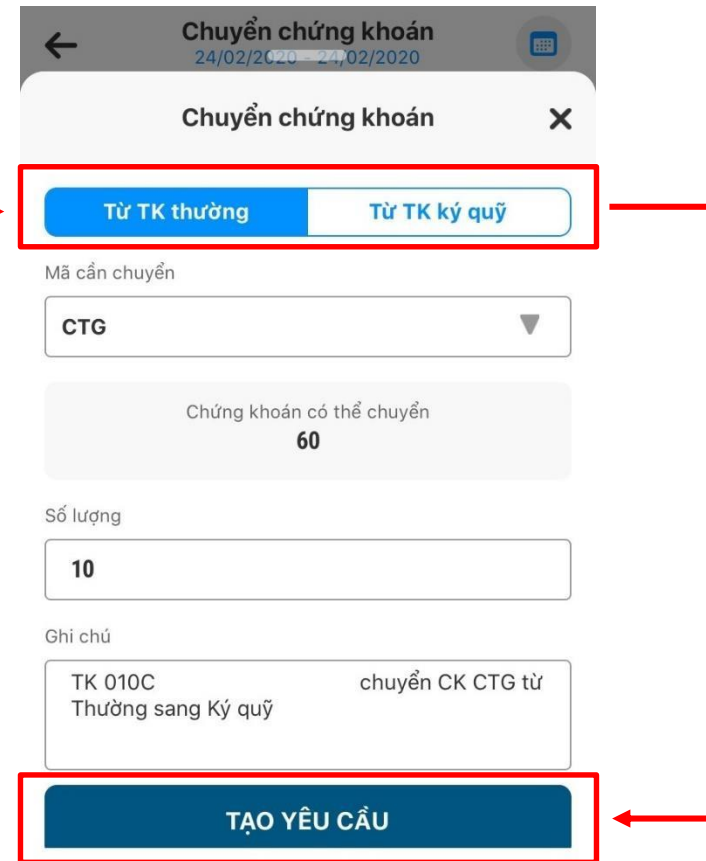 Chuyển chứng khoán
24/02/2020 - 24/02/2020
Chuyển chứng khoán
Từ TK thường Từ TK ký quỹ
Mã cần chuyển
CTG
Chứng khoán có thể chuyển
60
Số lượng
10
Ghi chú
TK 010C chuyển CK CTG từ
Thường sang Ký quỹ
TẠO YÊU CẦU